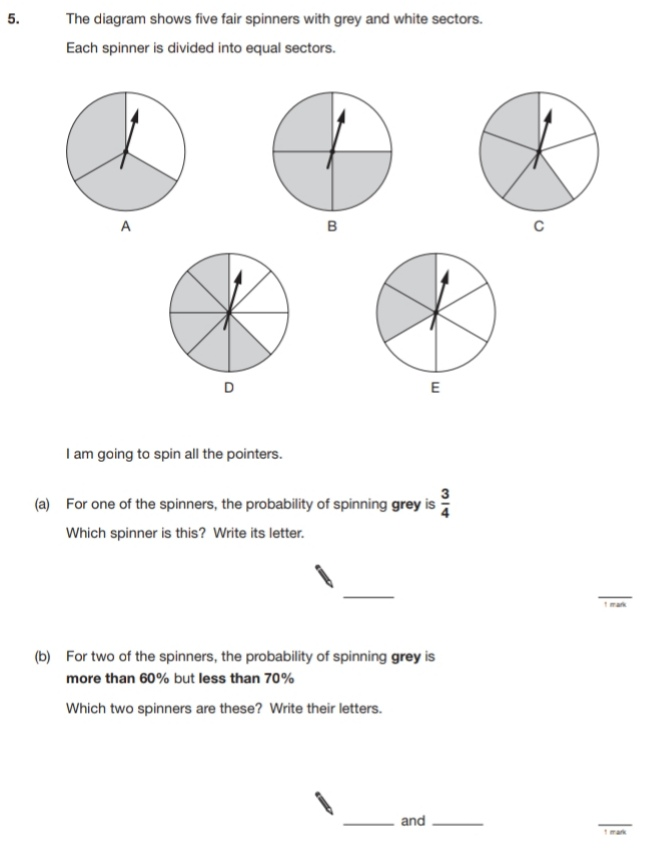 5. The diagram shows five fair spinners with grey and white sectors.
Each spinner is divided into equal sectors.
A
B
C
D
E
I am going to spin all the pointers.
(a) For one of the spinners, the probability of spinning grey is 3/4
Which spinner is this? Write its letter.
1 mark
(b) For two of the spinners, the probability of spinning grey is
more than 60% but less than 70%
Which two spinners are these? Write their letters.
and
1 mark